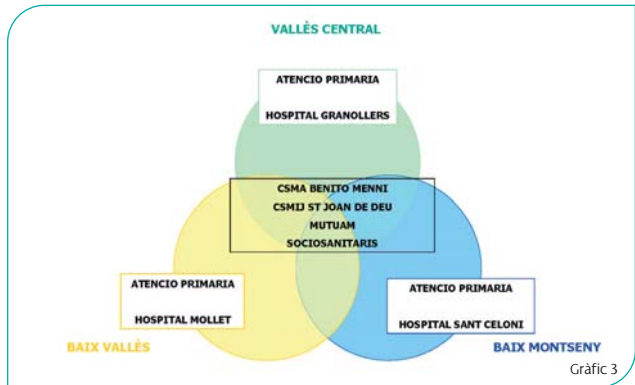 VALLÈS CENTRAL
ATENCIO PRIMARIA
HOSPITAL GRANOLLERS
CSMA BENITO MENNI
CSMIJ ST JOAN DE DEU
MUTUAM
SOCIOSANITARIS
ATENCIO PRIMARIA
HOSPITAL MOLLET
BAIX VALLÈS
ATENCIO PRIMARIA
HOSPITAL SANT CELONI
BAIX MONTSENY
Gràfic 3